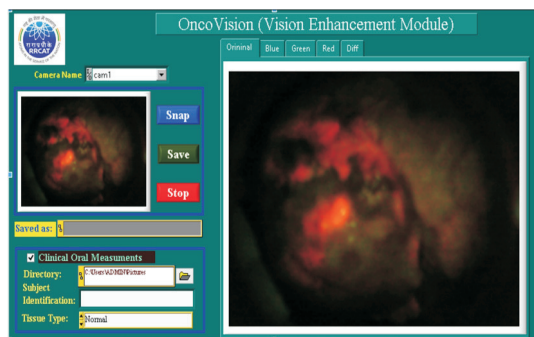 OncoVision (Vision Enhancement Module)
राराप्रौके
RRCAT
Camera Name
cam1
Orininal
Blue
Green
Red
Diff
Snap
Save
Stop
Saved as:
Clinical Oral Measuments
Directory:
C:\Users\ADMIN\Pictures
Subject
Identification:
Tissue Type:
Normal